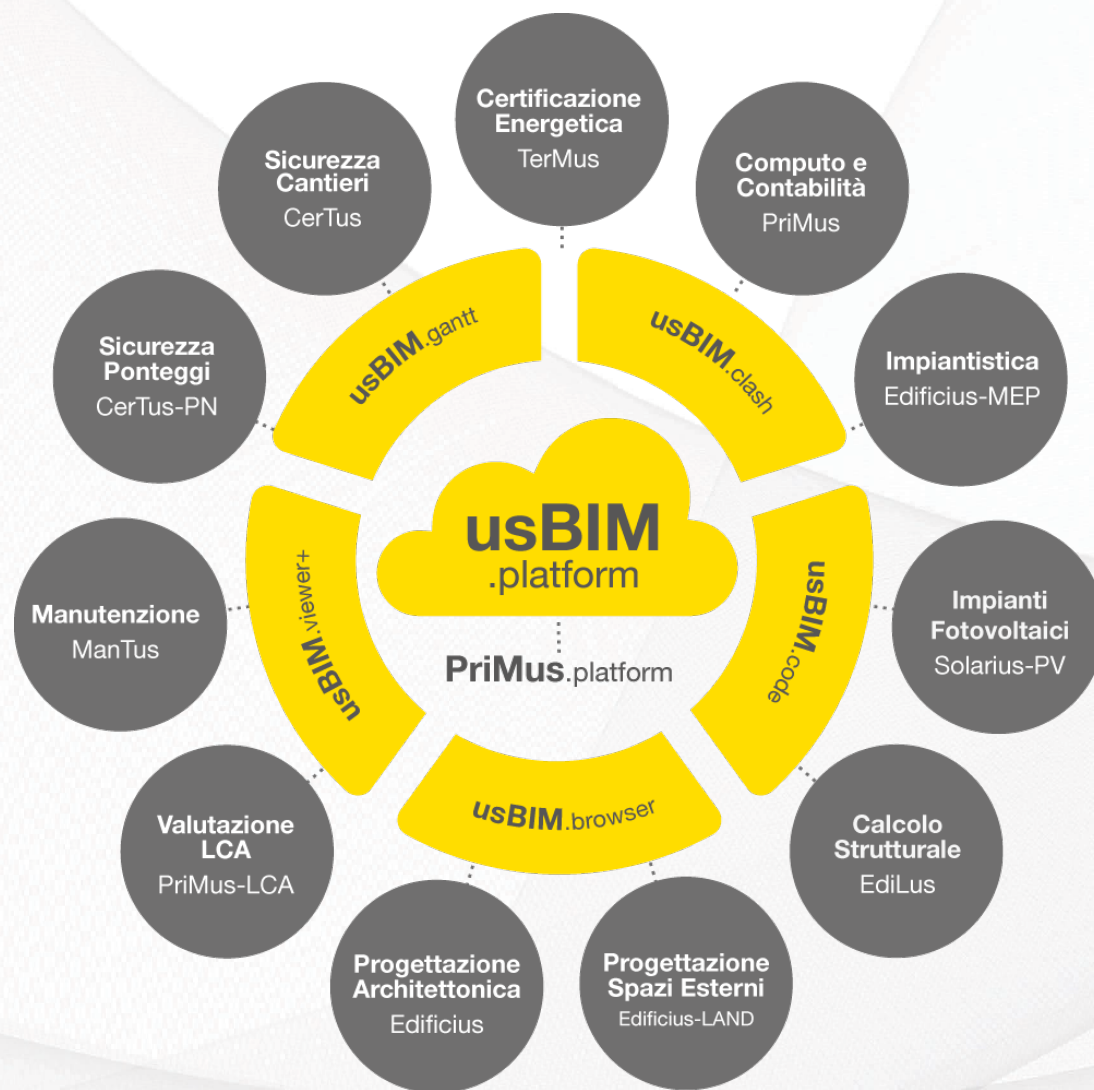 Certificazione
Energetica
TerMus
Computo e
Contabilità
PriMus
Impiantistica
Edificius-MEP
Impianti
Fotovoltaici
Solarius-PV
Calcolo
Strutturale
EdiLus
Progettazione
Spazi Esterni
Edificius-LAND
Progettazione
Architettonica
Edificius
Valutazione
LCA
PriMus-LCA
Manutenzione
ManTus
Sicurezza
Ponteggi
CerTus-PN
Sicurezza
Cantieri
CerTus
usBIM.gantt
usBIM.clash
usBIM.code
usBIM.browser
usBIM.viewer+
usBIM
.platform
PriMus.platform